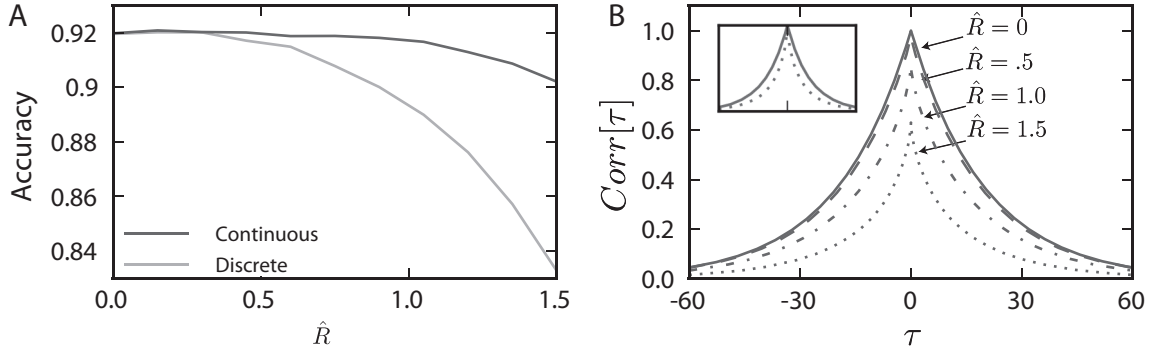 A
Accuracy
0.92
0.9
0.88
0.86
0.84
Continuous
Discrete
0.0
0.5
1.0
1.5
R̂
B
Corr[τ]
1.0
0.8
0.6
0.4
0.2
0.0
R̂ = 0
R̂ = .5
R̂ = 1.0
R̂ = 1.5
-60
-30
0
30
60
τ